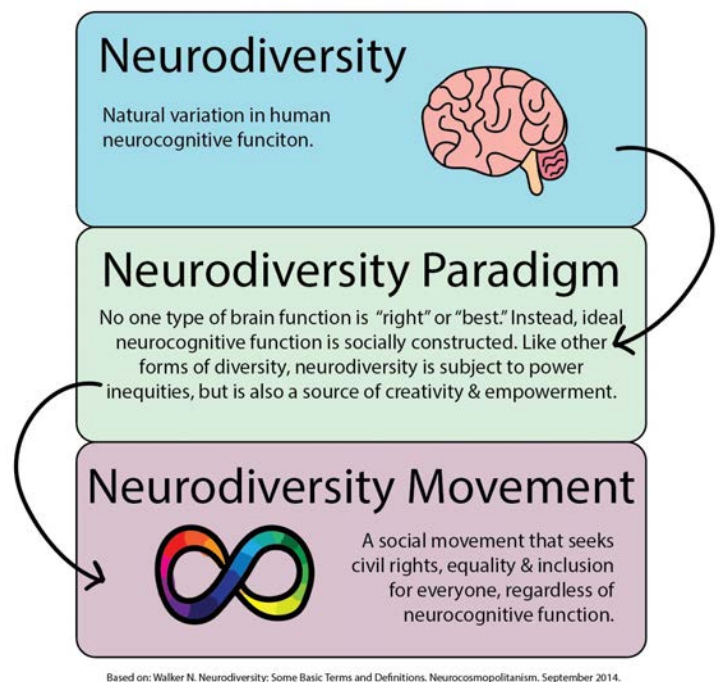 Neurodiversity
Natural variation in human
neurocognitive funciton.
Neurodiversity Paradigm
No one type of brain function is “right” or “best.” Instead, ideal
neurocognitive function is socially constructed. Like other
forms of diversity, neurodiversity is subject to power
inequities, but is also a source of creativity & empowerment.
Neurodiversity Movement
A social movement that seeks
civil rights, equality & inclusion
for everyone, regardless of
neurocognitive function.
Based on: Walker N. Neurodiversity: Some Basic Terms and Definitions. Neurocosmopolitanism. September 2014.